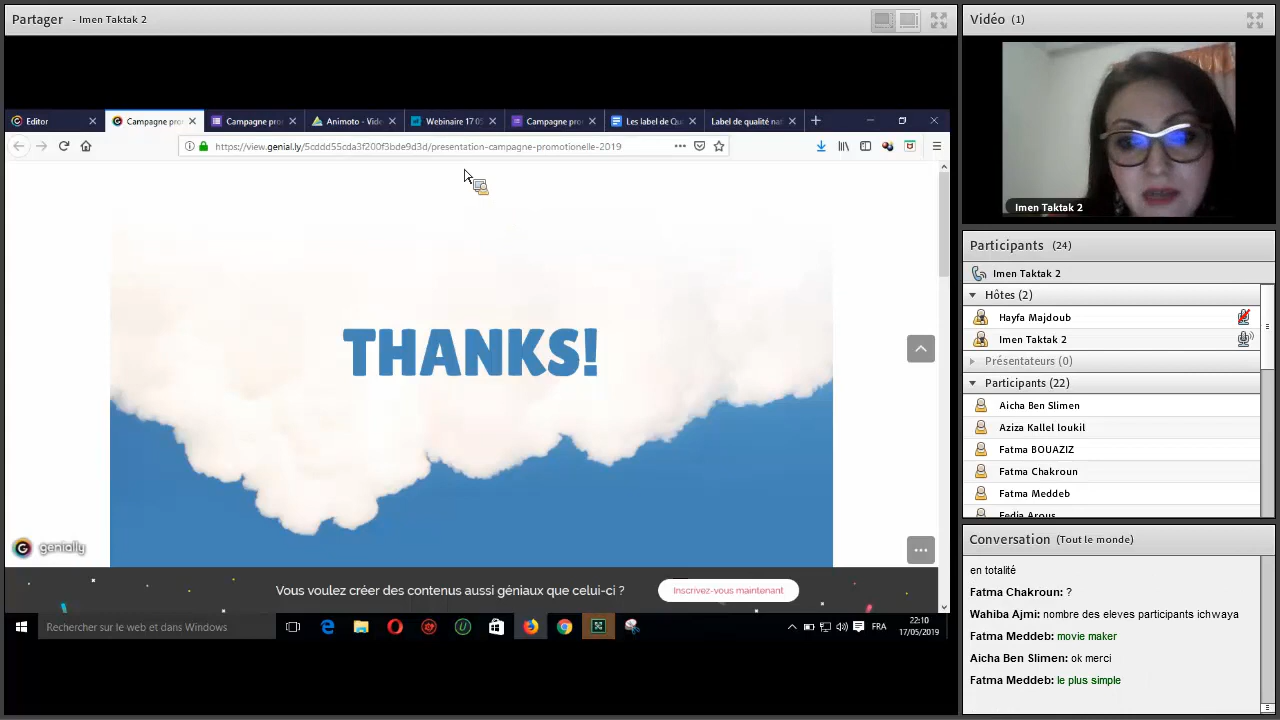 Partager - Imen Taktak 2
Editor
Campagne pro
Campagne pro
Animoto - Vide
Webinaire 17 05
Campagne pro
Les label de Qu
Label de qualité nat
https://view.genial.ly/5cddd55cda3f200f3bde9d3d/presentation-campagne-promotionelle-2019
THANKS!
genially
Vous voulez créer des contenus aussi géniaux que celui-ci ?
Inscrivez-vous maintenant
Rechercher sur le web et dans Windows
FRA
22:10
17/05/2019
Vidéo (1)
Imen Taktak 2
Participants (24)
Imen Taktak 2
Hôtes (2)
Hayfa Majdoub
Imen Taktak 2
Présentateurs (0)
Participants (22)
Aicha Ben Slimen
Aziza Kallel loukil
Fatma BOUAZIZ
Fatma Chakroun
Fatma Meddeb
Fedia Arous
Conversation (Tout le monde)
en totalité
Fatma Chakroun: ?
Wahiba Ajmi: nombre des eleves participants ichwaya
Fatma Meddeb: movie maker
Aicha Ben Slimen: ok merci
Fatma Meddeb: le plus simple